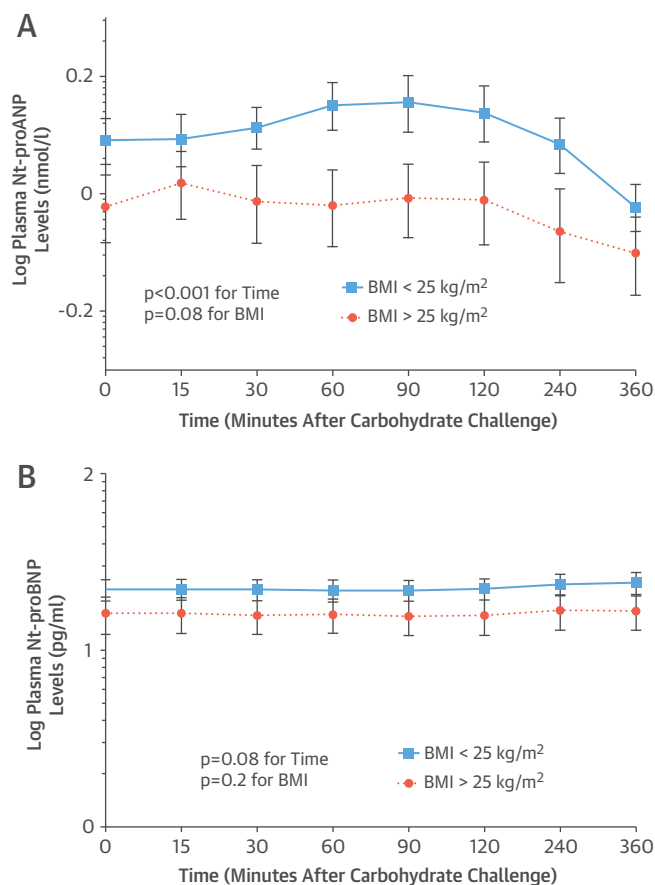 A
Log Plasma Nt-proANP
Levels (nmol/l)
0.2
0
-0.2
p<0.001 for Time
p=0.08 for BMI
BMI < 25 kg/m²
BMI > 25 kg/m²
0 15 30 60 90 120 240 360
Time (Minutes After Carbohydrate Challenge)
B
Log Plasma Nt-proBNP
Levels (pg/ml)
2
1
0
p=0.08 for Time
p=0.2 for BMI
BMI < 25 kg/m²
BMI > 25 kg/m²
0 15 30 60 90 120 240 360
Time (Minutes After Carbohydrate Challenge)